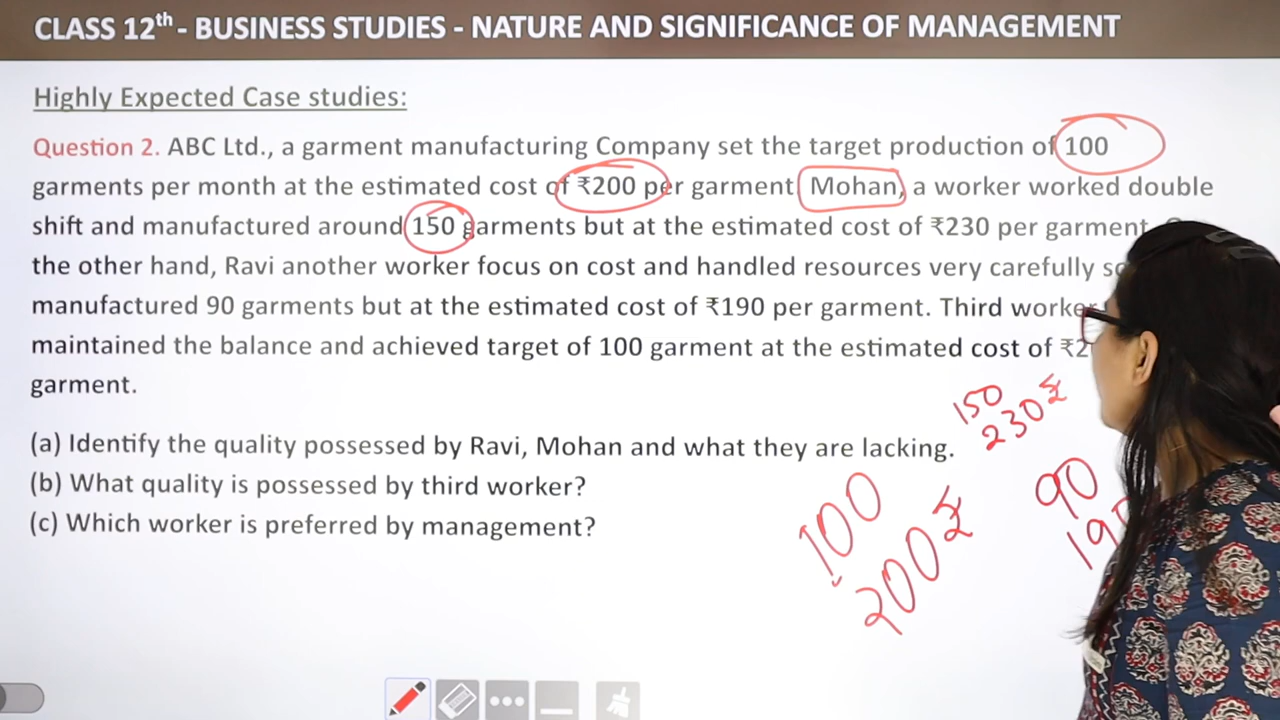 CLASS 12th - BUSINESS STUDIES - NATURE AND SIGNIFICANCE OF MANAGEMENT
Highly Expected Case studies:
Question 2. ABC Ltd., a garment manufacturing Company set the target production of 100
garments per month at the estimated cost of ₹200 per garment Mohan, a worker worked double
shift and manufactured around 150 garments but at the estimated cost of ₹230 per garment.
the other hand, Ravi another worker focus on cost and handled resources very carefully
manufactured 90 garments but at the estimated cost of ₹190 per garment. Third
maintained the balance and achieved target of 100 garment at the estimated cost of
garment.
(a) Identify the quality possessed by Ravi, Mohan and what they are lacking.
(b) What quality is possessed by third worker?
(c) Which worker is preferred by management?
150
230₹
100
200₹
90
190